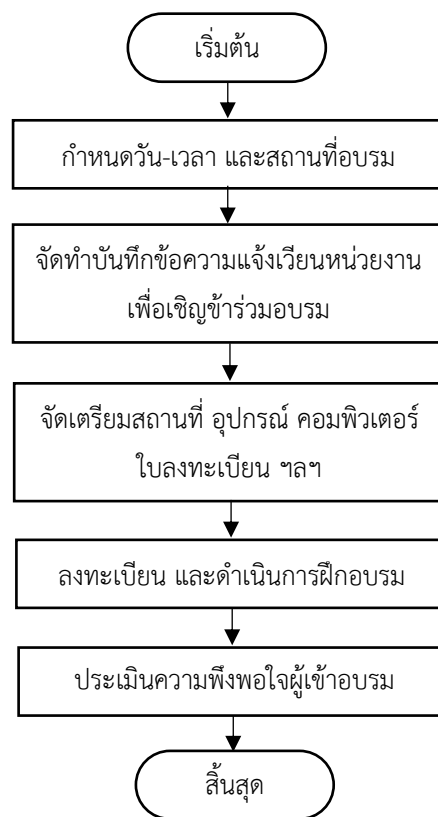 เริ่มต้น
กำหนดวัน-เวลา และสถานที่อบรม
จัดทำบันทึกข้อความแจ้งเวียนหน่วยงาน
เพื่อเชิญข้าร่วมอบรม
จัดเตรียมสถานที่ อุปกรณ์ คอมพิวเตอร์
ใบลงทะเบียน ฯลฯ
ลงทะเบียน และดำเนินการฝึกอบรม
ประเมินความพึงพอใจผู้เข้าอบรม
สิ้นสุด